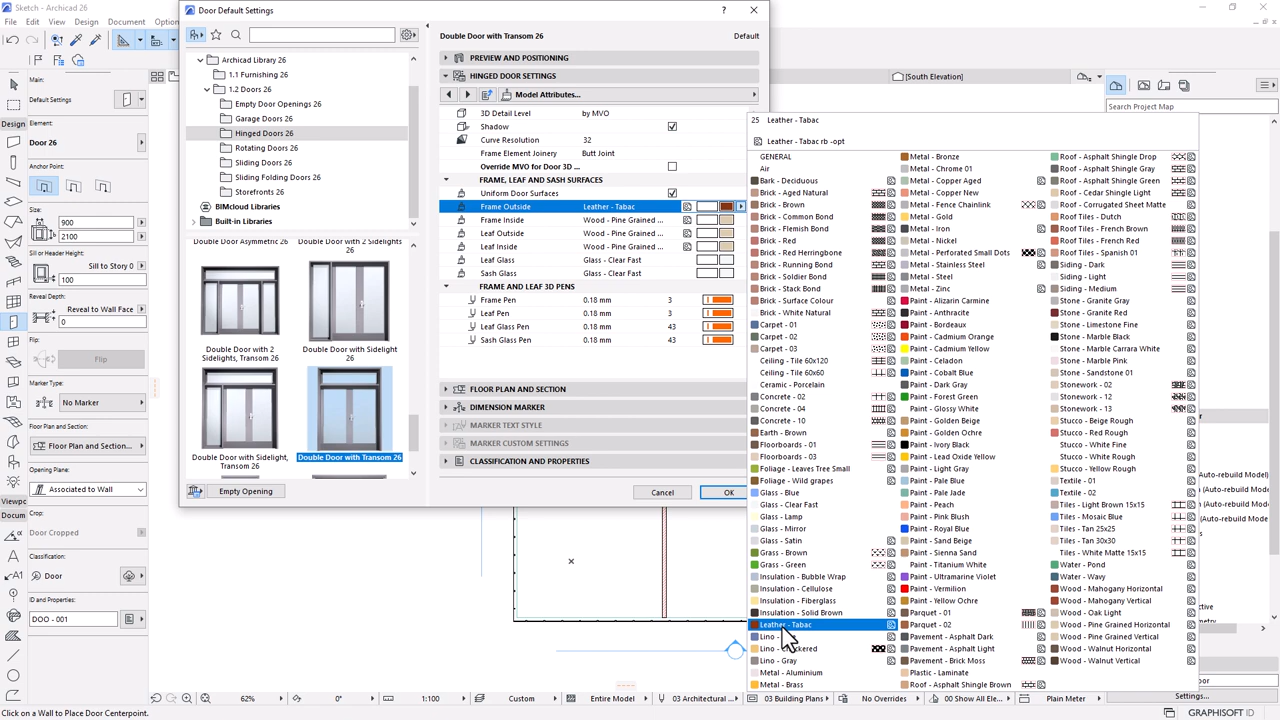 Sketch - Archicad 26
File Edit View Design Document Optio
Main:
Default Settings
Element:
Design
Door 26
Anchor Point:
Size:
900
2100
Sill or Header Height:
Sill to Story 0
100
Reveal Depth:
Reveal to Wall Face
0
Flip:
Flip
Marker Type:
No Marker
Floor Plan and Section:
Floor Plan and Section...
Opening Plane:
Viewpc
Associated to Wall
Docum
Crop:
Door Cropped
Classification:
Door
ID and Properties:
DOO - 001
Click on a Wall to Place Door Centerpoint.
Door Default Settings
?
Archicad Library 26
1.1 Furnishing 26
1.2 Doors 26
Empty Door Openings 26
Garage Doors 26
Hinged Doors 26
Rotating Doors 26
Sliding Doors 26
Sliding Folding Doors 26
Storefronts 26
BIMcloud Libraries
Built-in Libraries
Double Door Asymmetric 26
Double Door with 2 Sidelights 26
Double Door with 2 Sidelights, Transom 26
Double Door with Sidelight 26
Double Door with Sidelight, Transom 26
Double Door with Transom 26
Empty Opening
Double Door with Transom 26
Default
PREVIEW AND POSITIONING
HINGED DOOR SETTINGS
Model Attributes...
3D Detail Level by MVO
Shadow
Curve Resolution 32
Frame Element Joinery Butt Joint
Override MVO for Door 3D ...
FRAME, LEAF AND SASH SURFACES
Uniform Door Surfaces
Frame Outside Leather - Tabac
Frame Inside Wood - Pine Grained ...
Leaf Outside Wood - Pine Grained ...
Leaf Inside Wood - Pine Grained ...
Leaf Glass Glass - Clear Fast
Sash Glass Glass - Clear Fast
FRAME AND LEAF 3D PENS
Frame Pen 0.18 mm 3
Leaf Pen 0.18 mm 3
Leaf Glass Pen 0.18 mm 43
Sash Glass Pen 0.18 mm 43
FLOOR PLAN AND SECTION
DIMENSION MARKER
MARKER TEXT STYLE
MARKER CUSTOM SETTINGS
CLASSIFICATION AND PROPERTIES
Cancel
OK
[South Elevation]
Search Project Map
25 Leather - Tabac
Leather - Tabac rb -opt
GENERAL
Air
Bark - Deciduous
Brick - Aged Natural
Brick - Brown
Brick - Common Bond
Brick - Flemish Bond
Brick - Red
Brick - Red Herringbone
Brick - Running Bond
Brick - Soldier Bond
Brick - Stack Bond
Brick - Surface Colour
Brick - White Natural
Carpet - 01
Carpet - 02
Carpet - 03
Ceiling - Tile 60x120
Ceiling - Tile 60x60
Ceramic - Porcelain
Concrete - 02
Concrete - 04
Concrete - 10
Earth - Brown
Floorboards - 01
Floorboards - 03
Foliage - Leaves Tree Small
Foliage - Wild grapes
Glass - Blue
Glass - Clear Fast
Glass - Lamp
Glass - Mirror
Glass - Satin
Grass - Brown
Grass - Green
Insulation - Bubble Wrap
Insulation - Cellulose
Insulation - Fiberglass
Insulation - Solid Brown
Leather - Tabac
Lino -
Lino -
Lino - Gray
Metal - Aluminium
Metal - Brass
Metal - Bronze
Metal - Chrome 01
Metal - Copper Aged
Metal - Copper New
Metal - Fence Chainlink
Metal - Gold
Metal - Iron
Metal - Nickel
Metal - Perforated Small Dots
Metal - Stainless Steel
Metal - Steel
Metal - Zinc
Paint - Alizarin Carmine
Paint - Anthracite
Paint - Bordeaux
Paint - Cadmium Orange
Paint - Cadmium Yellow
Paint - Celadon
Paint - Cobalt Blue
Paint - Dark Gray
Paint - Forest Green
Paint - Glossy White
Paint - Golden Beige
Paint - Golden Ochre
Paint - Ivory Black
Paint - Lead Oxide Yellow
Paint - Light Gray
Paint - Pale Blue
Paint - Pale Jade
Paint - Peach
Paint - Pink Blush
Paint - Royal Blue
Paint - Sand Beige
Paint - Sienna Sand
Paint - Titanium White
Paint - Ultramarine Violet
Paint - Vermilion
Paint - Yellow Ochre
Parquet - 01
Parquet - 02
Pavement - Asphalt Dark
Pavement - Asphalt Light
Pavement - Brick Moss
Plastic - Laminate
Roof - Asphalt Shingle Brown
Roof - Asphalt Shingle Drop
Roof - Asphalt Shingle Gray
Roof - Asphalt Shingle Green
Roof - Cedar Shingle Light
Roof - Corrugated Sheet Matte
Roof Tiles - Dutch
Roof Tiles - French Brown
Roof Tiles - French Red
Roof Tiles - Spanish 01
Siding - Dark
Siding - Light
Siding - Medium
Stone - Granite Gray
Stone - Granite Red
Stone - Limestone Fine
Stone - Marble Black
Stone - Marble Carrara White
Stone - Marble Pink
Stone - Sandstone 01
Stonework - 02
Stonework - 12
Stonework - 13
Stucco - Beige Rough
Stucco - Red Rough
Stucco - White Fine
Stucco - White Rough
Stucco - Yellow Rough
Textile - 01
Textile - 02
Tiles - Light Brown 15x15
Tiles - Mosaic Blue
Tiles - Tan 25x25
Tiles - Tan 30x30
Tiles - White Matte 15x15
Water - Pond
Water - Wavy
Wood - Mahogany Horizontal
Wood - Mahogany Vertical
Wood - Oak Light
Wood - Pine Grained Horizontal
Wood - Pine Grained Vertical
Wood - Walnut Horizontal
Wood - Walnut Vertical
(Auto-rebuild Model)
(Auto-rebuild Mode
Auto-rebuild Model
Settings...
62% 0° 1:100 Custom Entire Model 03 Architectural ... 03 Building Plans No Overrides 00 Show All Ele... Plain Meter
GRAPHISOFT ID